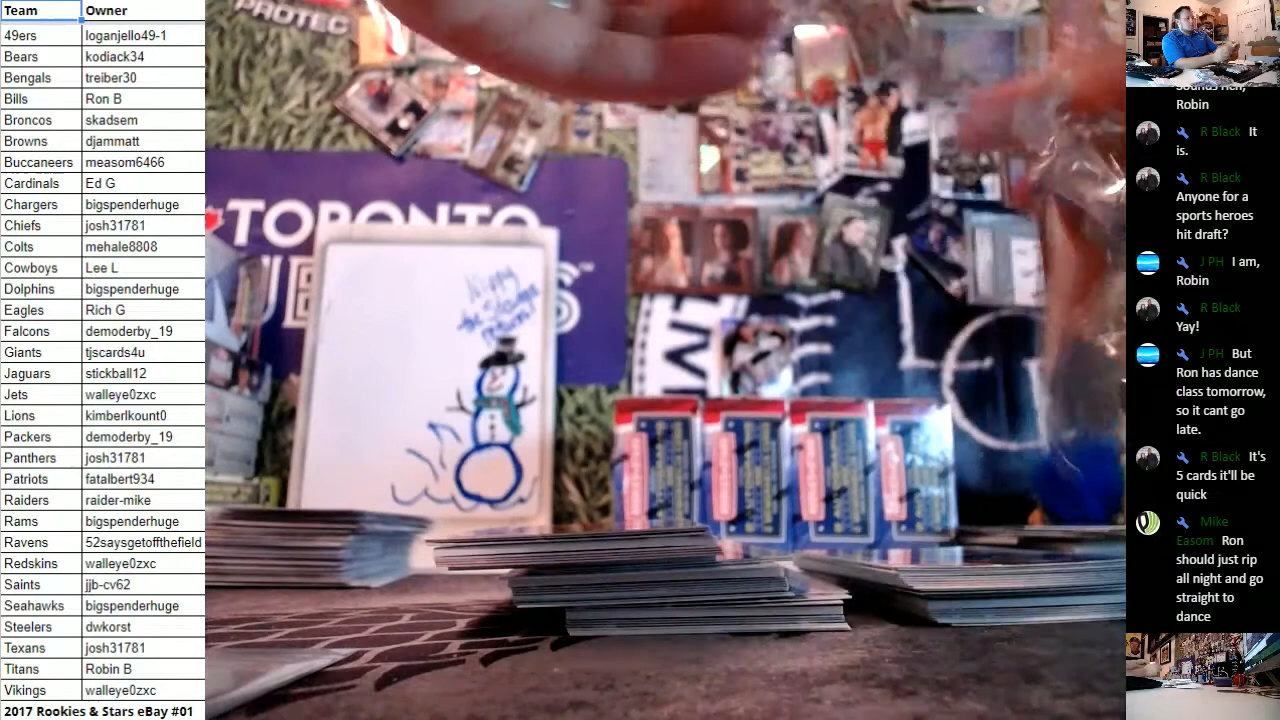 Team Owner
49ers loganjello49-1
Bears kodiack34
Bengals treiber30
Bills Ron B
Broncos skadsem
Browns djammatt
Buccaneers measom6466
Cardinals Ed G
Chargers bigspenderhuge
Chiefs josh31781
Colts mehale8808
Cowboys Lee L
Dolphins bigspenderhuge
Eagles Rich G
Falcons demoderby_19
Giants tjscards4u
Jaguars stickball12
Jets walleye0zxc
Lions kimberlkount0
Packers demoderby_19
Panthers josh31781
Patriots fatalbert934
Raiders raider-mike
Rams bigspenderhuge
Ravens 52saysgetoffthefield
Redskins walleye0zxc
Saints jjb-cv62
Seahawks bigspenderhuge
Steelers dwkorst
Texans josh31781
Titans Robin B
Vikings walleye0zxc
2017 Rookies & Stars eBay #01
PROTEC
TORONTO
Robin
R Black It
is.
R Black
Anyone for a
sports heroes
hit draft?
J PH I am,
Robin
R Black
Yay!
J PH But
Ron has dance
class tomorrow,
so it cant go
late.
R Black It's
5 cards it'll be
quick
Mike
Easom Ron
should just rip
all night and go
straight to
dance